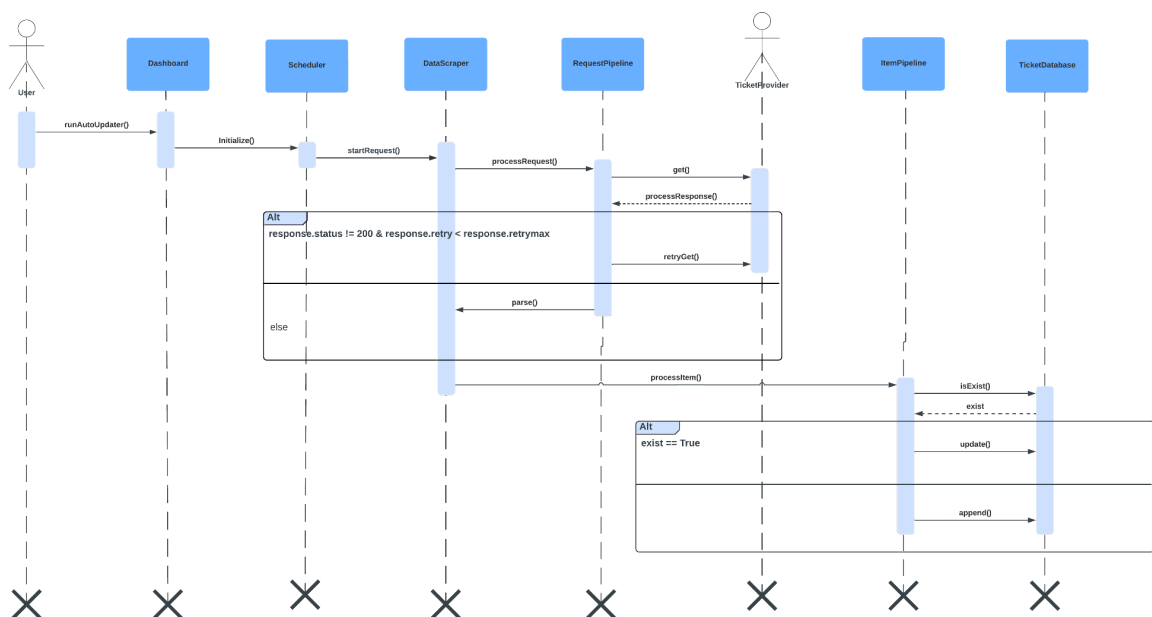 User
Dashboard
Scheduler
DataScraper
RequestPipeline
TicketProvider
ItemPipeline
TicketDatabase
runAutoUpdater()
Initialize()
startRequest()
processRequest()
get()
processResponse()
Alt
response.status != 200 & response.retry < response.retrymax
retryGet()
parse()
else
processItem()
isExist()
exist
Alt
exist == True
update()
append()